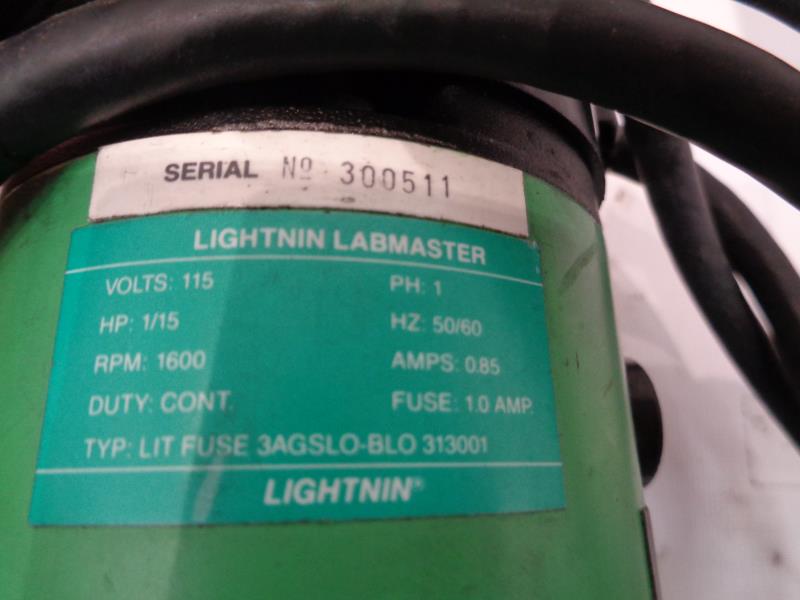 SERIAL Nº 300511
LIGHTNIN LABMASTER
VOLTS: 115 PH: 1
HP: 1/15 HZ: 50/60
RPM: 1600 AMPS: 0.85
DUTY: CONT. FUSE: 1.0 AMP.
TYP: LIT FUSE 3AGSLO-BLO 313001
LIGHTNIN®